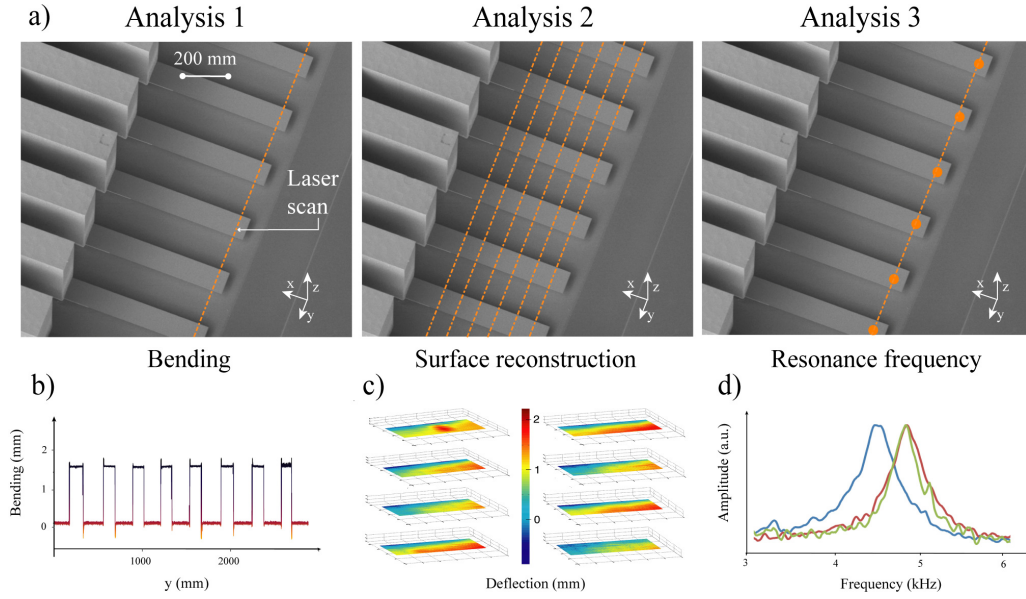 Analysis 1
Analysis 2
Analysis 3
a)
200 mm
Laser
scan
x
z
y
x
z
y
x
z
y
Bending
Surface reconstruction
Resonance frequency
b)
c)
d)
Bending (mm)
2
1
0
1000
2000
y (mm)
2
1
0
Deflection (mm)
Amplitude (a.u.)
3
4
5
6
Frequency (kHz)